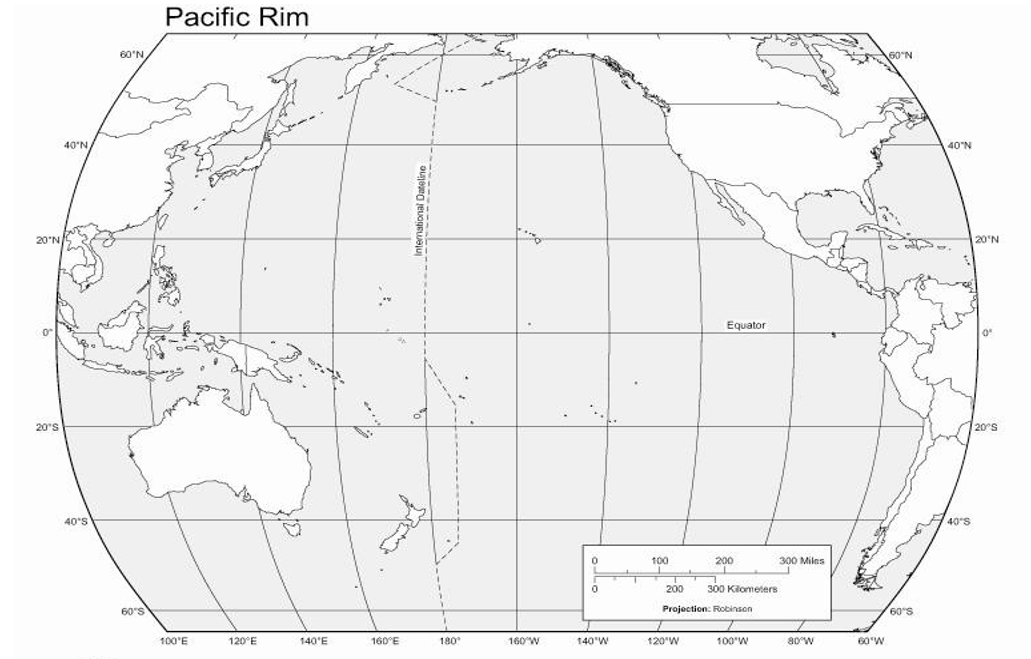 Pacific Rim
60°N 60°N
40°N 40°N
International Dateline
20°N 20°N
Equator
0° 0°
20°S 20°S
40°S 40°S
0 100 200 300 Miles
0 200 300 Kilometers
Projection: Robinson
60°S 60°S
100°E 120°E 140°E 160°E 180° 160°W 140°W 120°W 100°W 80°W 60°W